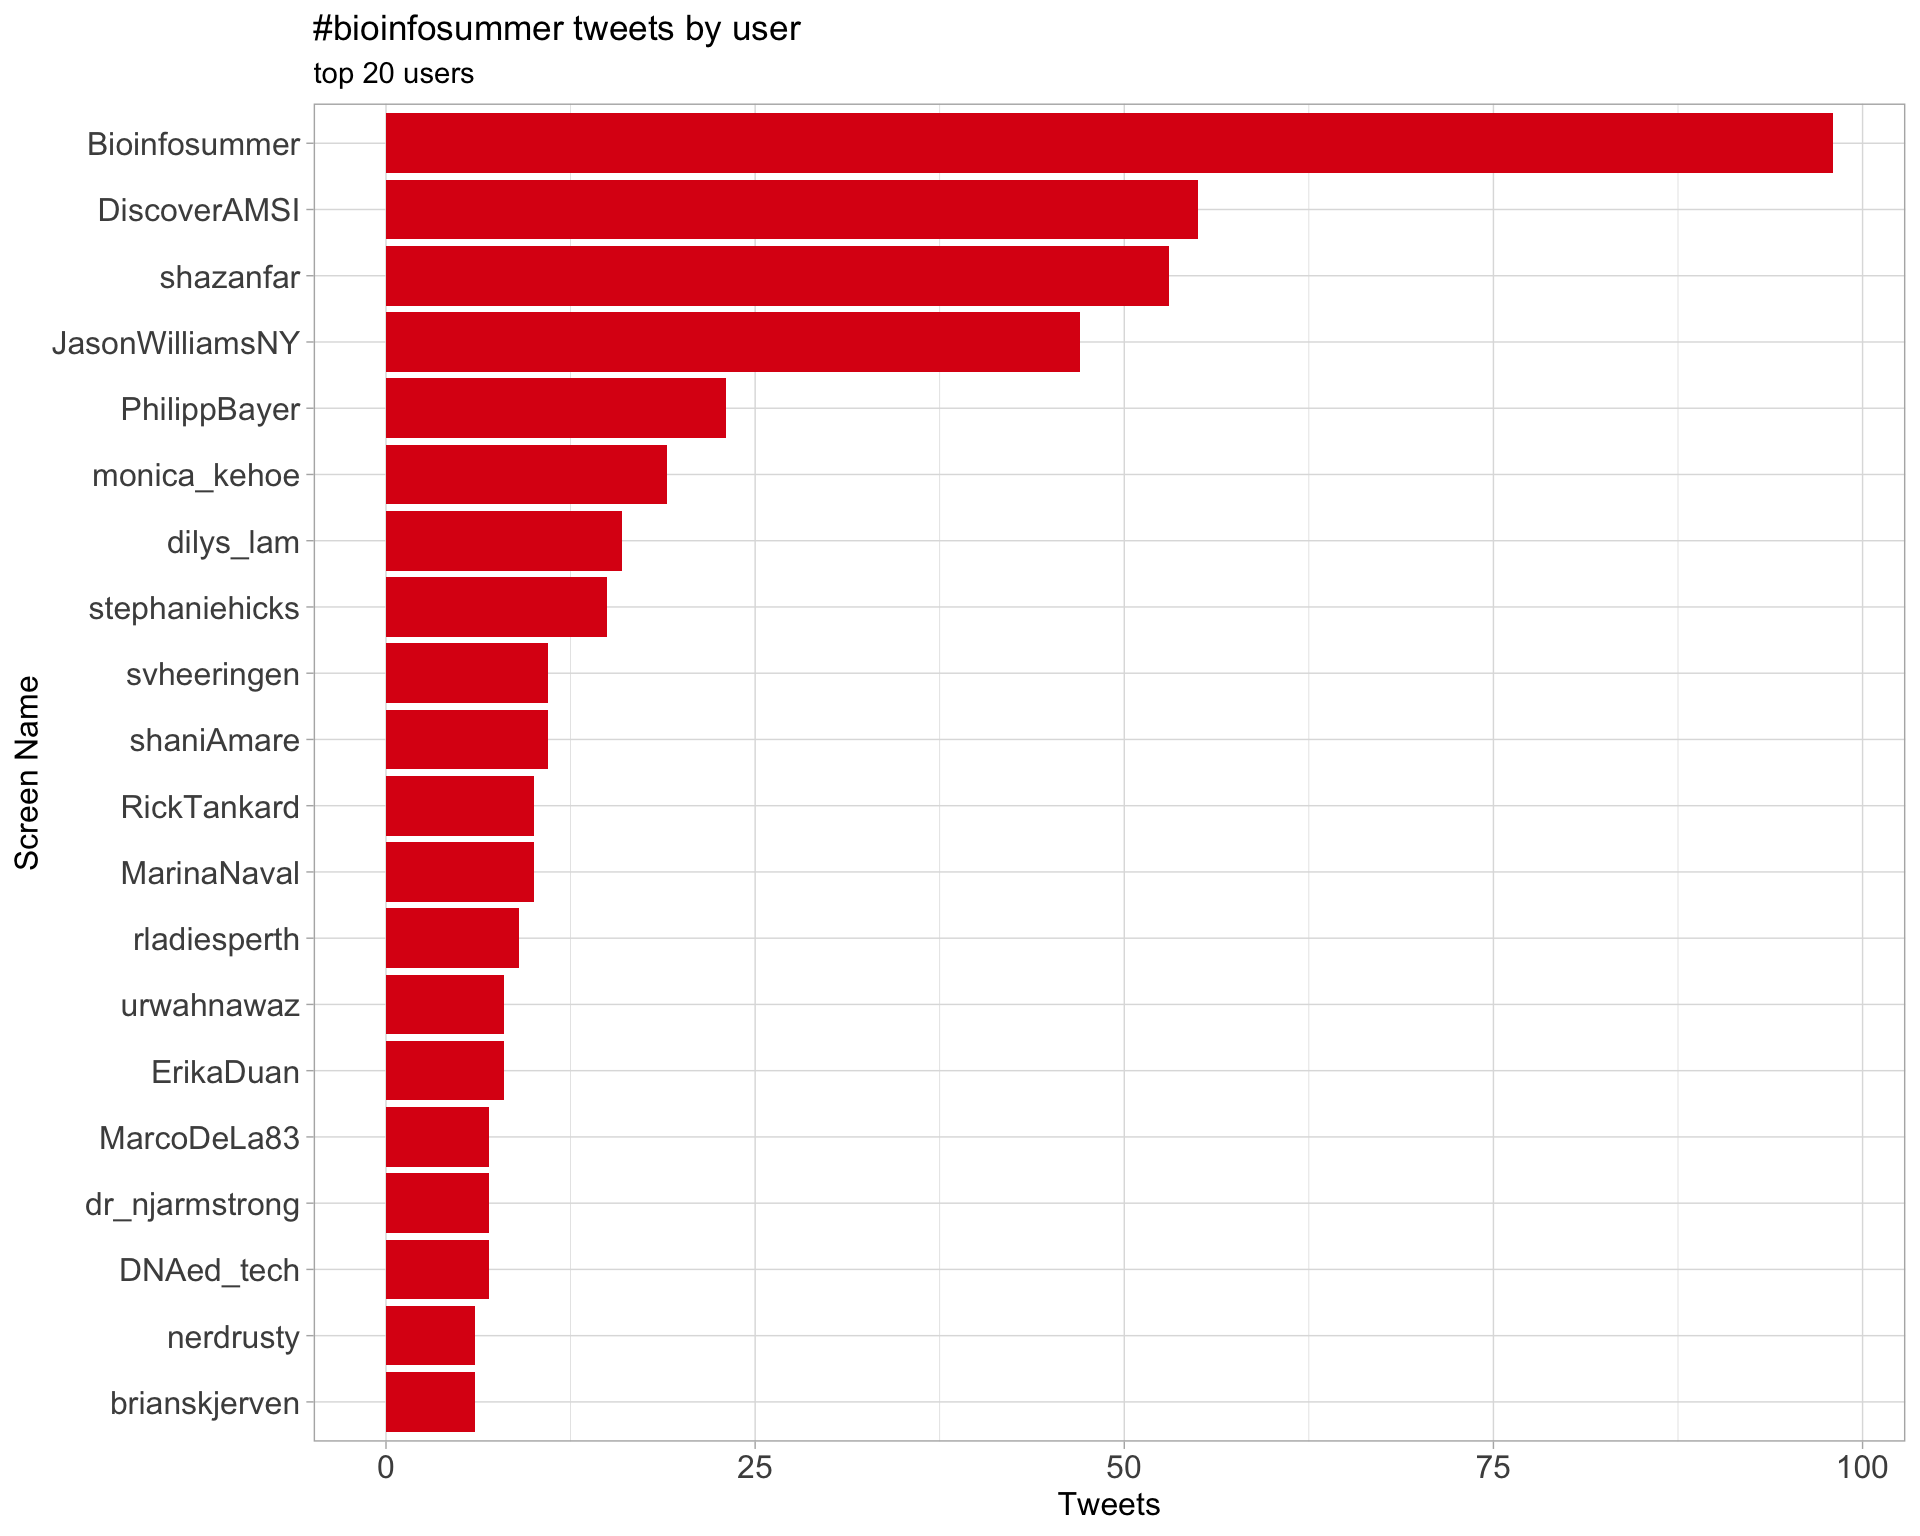 #bioinfosummer tweets by user
top 20 users
Bioinfosummer
DiscoverAMSI
shazanfar
JasonWilliamsNY
PhilippBayer
monica_kehoe
dilys_lam
stephaniehicks
svheeringen
shaniAmare
RickTankard
MarinaNaval
rladiesperth
urwahnawaz
ErikaDuan
MarcoDeLa83
dr_njarmstrong
DNAed_tech
nerdrusty
brianskjerven
Screen Name
0 25 50 75 100
Tweets